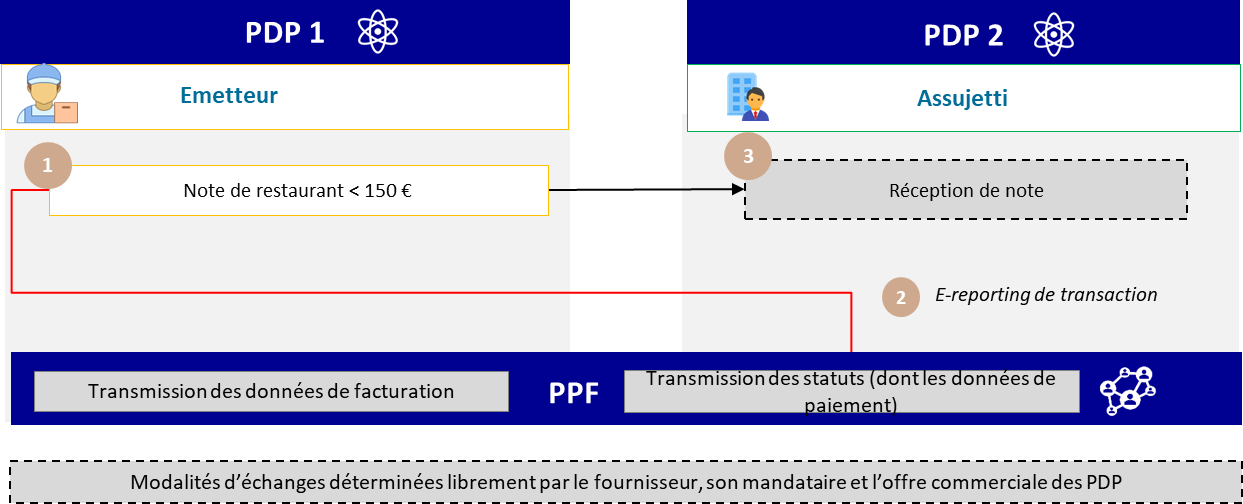 PDP 1
PDP 2
Emetteur
Assujetti
1
3
Note de restaurant < 150 €
Réception de note
2
E-reporting de transaction
Transmission des données de facturation
PPF
Transmission des statuts (dont les données de
paiement)
Modalités d’échanges déterminées librement par le fournisseur, son mandataire et l’offre commerciale des PDP